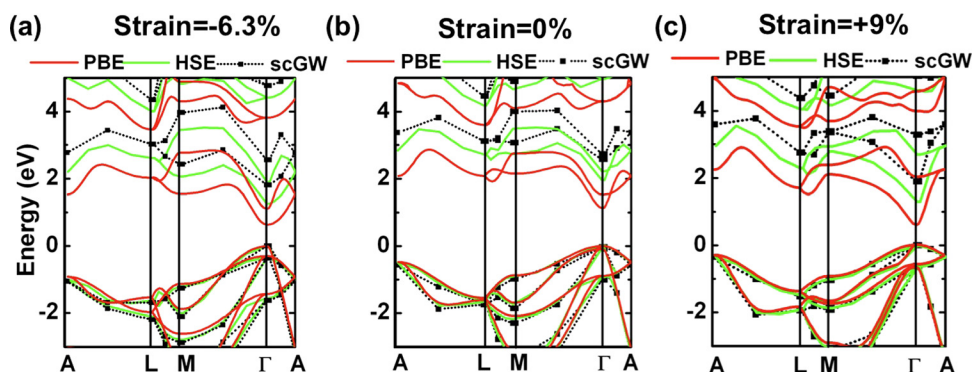 (a) Strain=-6.3% (b) Strain=0% (c) Strain=+9%
PBE HSE scGW PBE HSE scGW PBE HSE scGW
Energy (eV)
4 4 4
2 2 2
0 0 0
-2 -2 -2
A L M Γ A A L M Γ A A L M Γ A